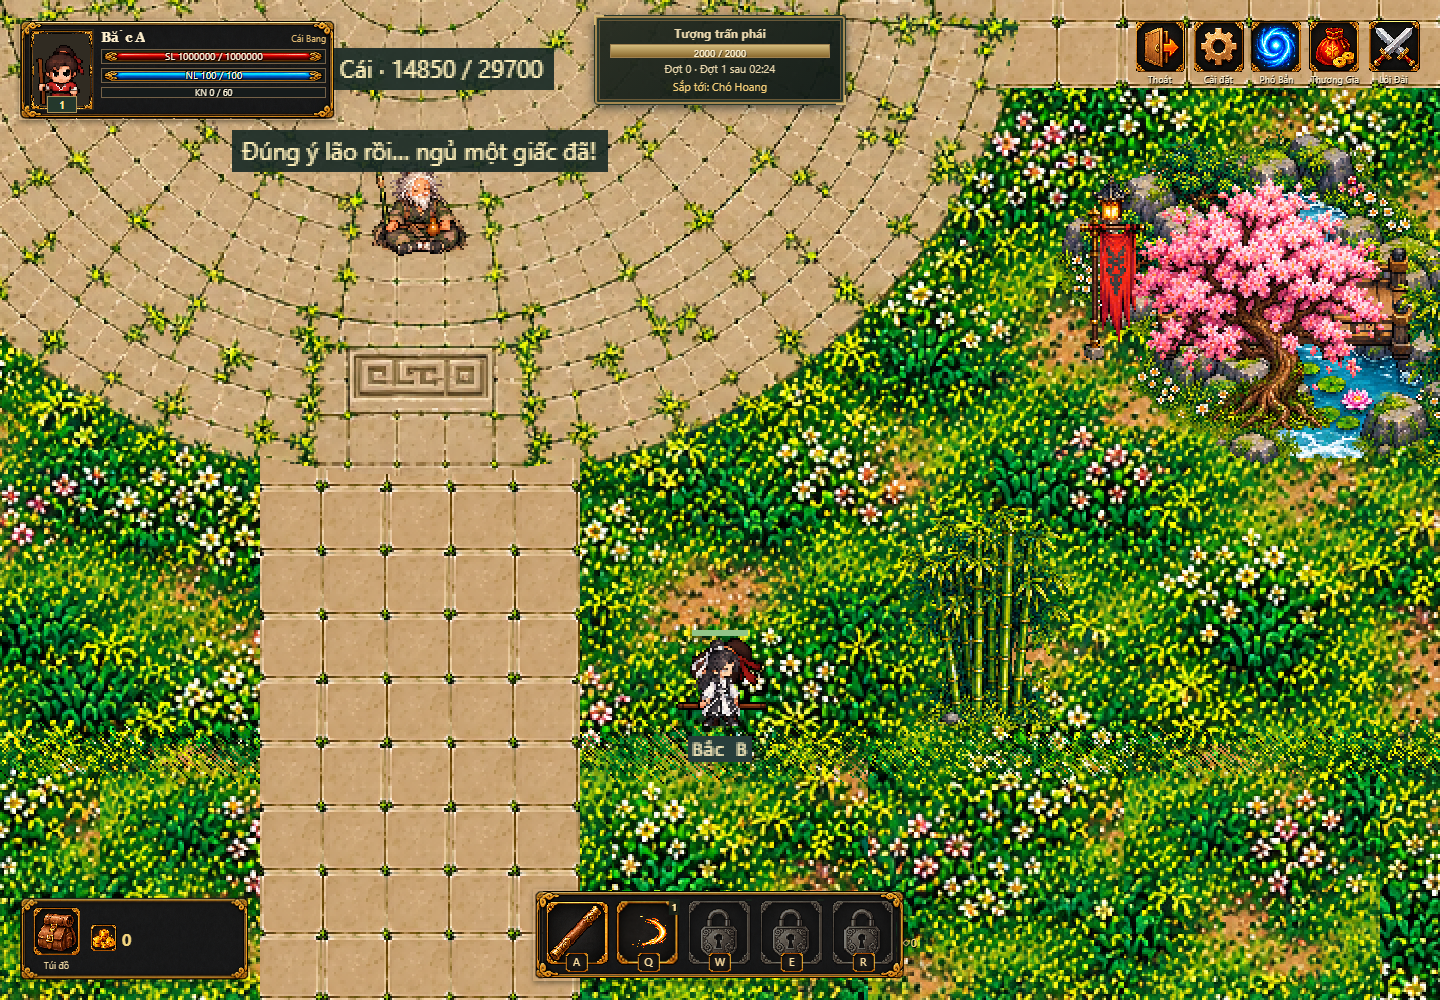 Bắc A
Cái Bang
SL 1000000 / 1000000
NL 100 / 100
KN 0 / 60
1
Cái · 14850 / 29700
Tượng trấn phái
2000 / 2000
Đợt 0 · Đợt 1 sau 02:24
Sắp tới: Chó Hoang
Thoát
Cài đặt
Phó Bản
Thương Gia
Lôi Đài
Đúng ý lão rồi... ngủ một giấc đã!
Bắc B
Túi đồ
0
1
A
Q
W
E
R